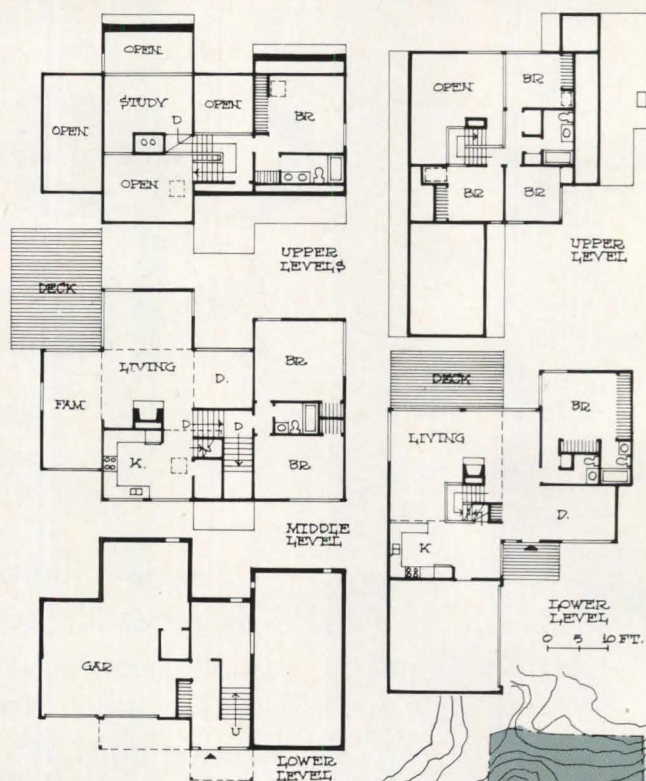 OPEN
STUDY
D
OPEN
OPEN
OPEN
BR
UPPER
LEVELS
DECK
LIVING
D.
BR
FAM
D
D
K.
BR
MIDDLE
LEVEL
GAR
U
LOWER
LEVEL
OPEN
BR
BR
BR
UPPER
LEVEL
DECK
BR
LIVING
D.
K
LOWER
LEVEL
0 5 10 FT.